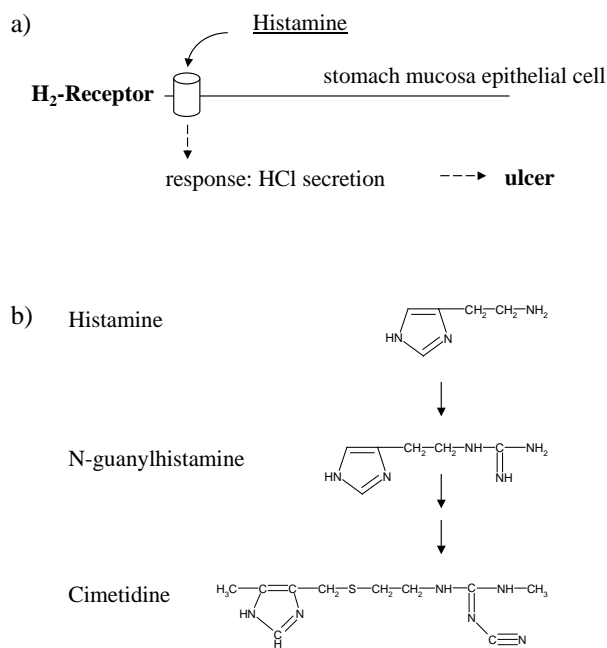 a)
Histamine
stomach mucosa epithelial cell
H₂-Receptor
response: HCl secretion
ulcer
b)
Histamine
CH₂-CH₂-NH₂
HN
N
N-guanylhistamine
CH₂-CH₂-NH-C-NH₂
HN
N
NH
Cimetidine
H₃C-C=C-CH₂-S-CH₂-CH₂-NH-C-NH-CH₃
HN
N
N
C
H
C≡N